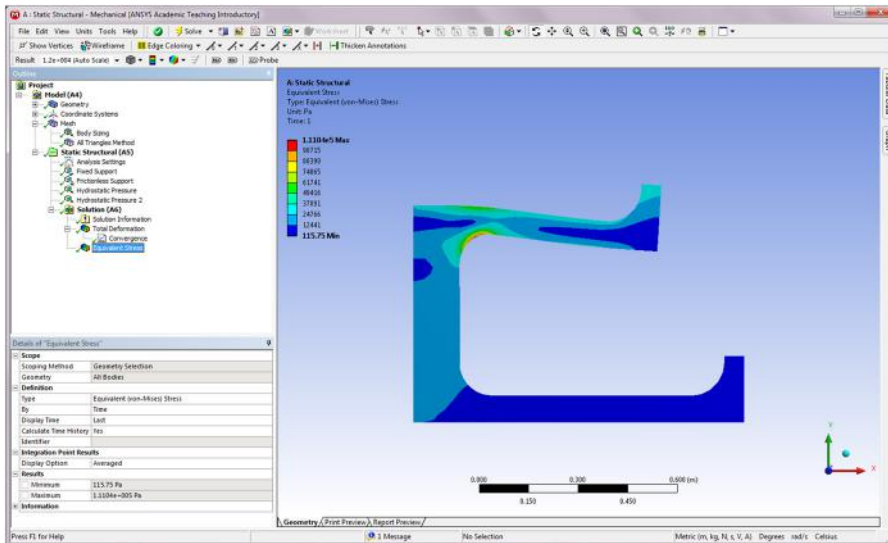 A : Static Structural - Mechanical [ANSYS Academic Teaching Introductory]
File Edit View Units Tools Help Solve Worksheet
Show Vertices Wireframe Edge Coloring Thicken Annotations
Result 1.2e+004 (Auto Scale) Probe
Outline
Project
Model (A4)
Geometry
Coordinate Systems
Mesh
Body Sizing
All Triangles Method
Static Structural (A5)
Analysis Settings
Fixed Support
Frictionless Support
Hydrostatic Pressure
Hydrostatic Pressure 2
Solution (A6)
Solution Information
Total Deformation
Convergence
Equivalent Stress
A: Static Structural
Equivalent Stress
Type: Equivalent (von-Mises) Stress
Unit: Pa
Time: 1
1.1104e5 Max
98715
86390
74065
61741
49416
37091
24766
12441
115.75 Min
Details of "Equivalent Stress"
Scope
Scoping Method Geometry Selection
Geometry All Bodies
Definition
Type Equivalent (von-Mises) Stress
By Time
Display Time Last
Calculate Time History Yes
Identifier
Integration Point Results
Display Option Averaged
Results
Minimum 115.75 Pa
Maximum 1.1104e+005 Pa
Information
0.000 0.300 0.600 (m)
0.150 0.450
Y
X
Geometry Print Preview Report Preview
Press F1 for Help 1 Message No Selection Metric (m, kg, N, s, V, A) Degrees rad/s Celsius